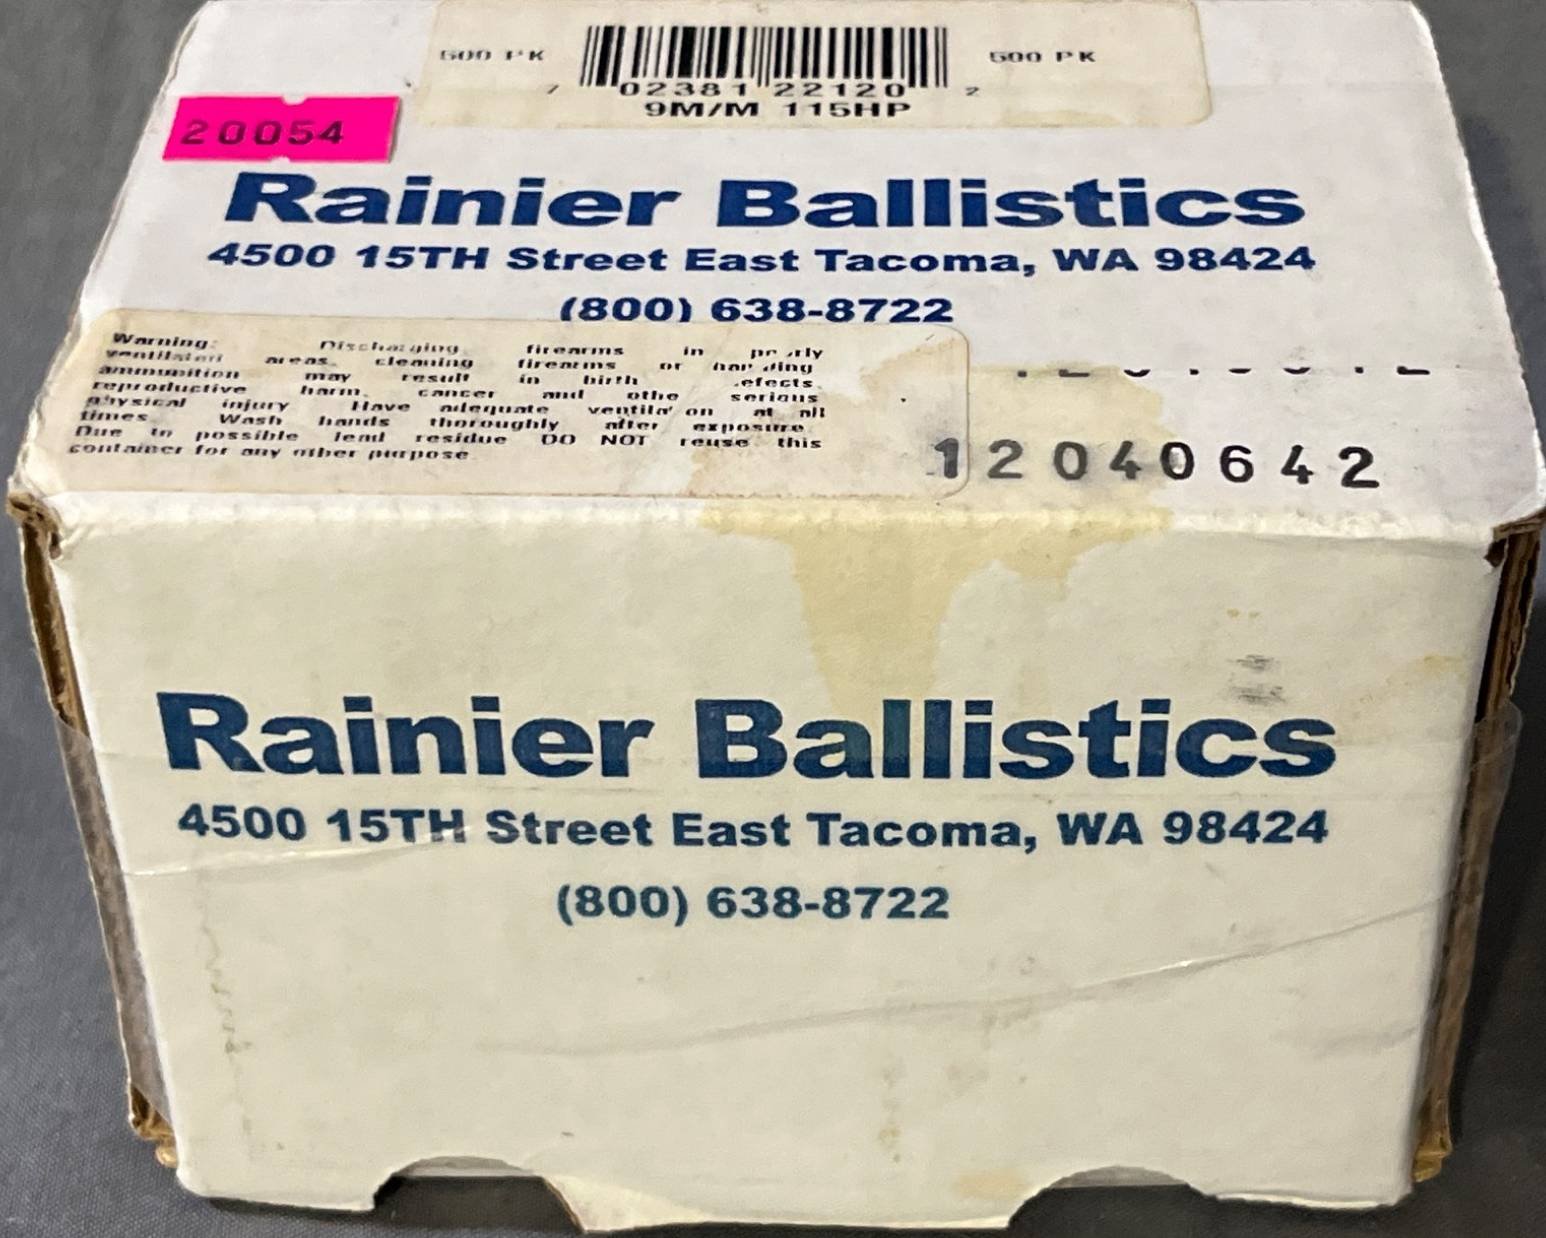 500 PK 500 PK
7 02381 22120 2
9M/M 115HP
20054
Rainier Ballistics
4500 15TH Street East Tacoma, WA 98424
(800) 638-8722
Warning: Discharging firearms in poorly
ventilated areas, cleaning firearms or handling
ammunition may result in birth defects
reproductive harm, cancer and other serious
physical injury Have adequate ventilation at all
times. Wash hands thoroughly after exposure.
Due to possible lead residue DO NOT reuse this
container for any other purpose
12040642
Rainier Ballistics
4500 15TH Street East Tacoma, WA 98424
(800) 638-8722